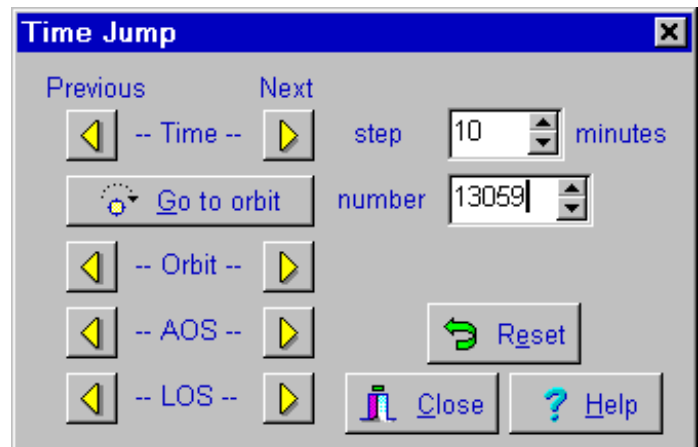 Time Jump
Previous Next
-- Time -- step 10 minutes
Go to orbit number 13059
-- Orbit --
-- AOS -- Reset
-- LOS -- Close ? Help